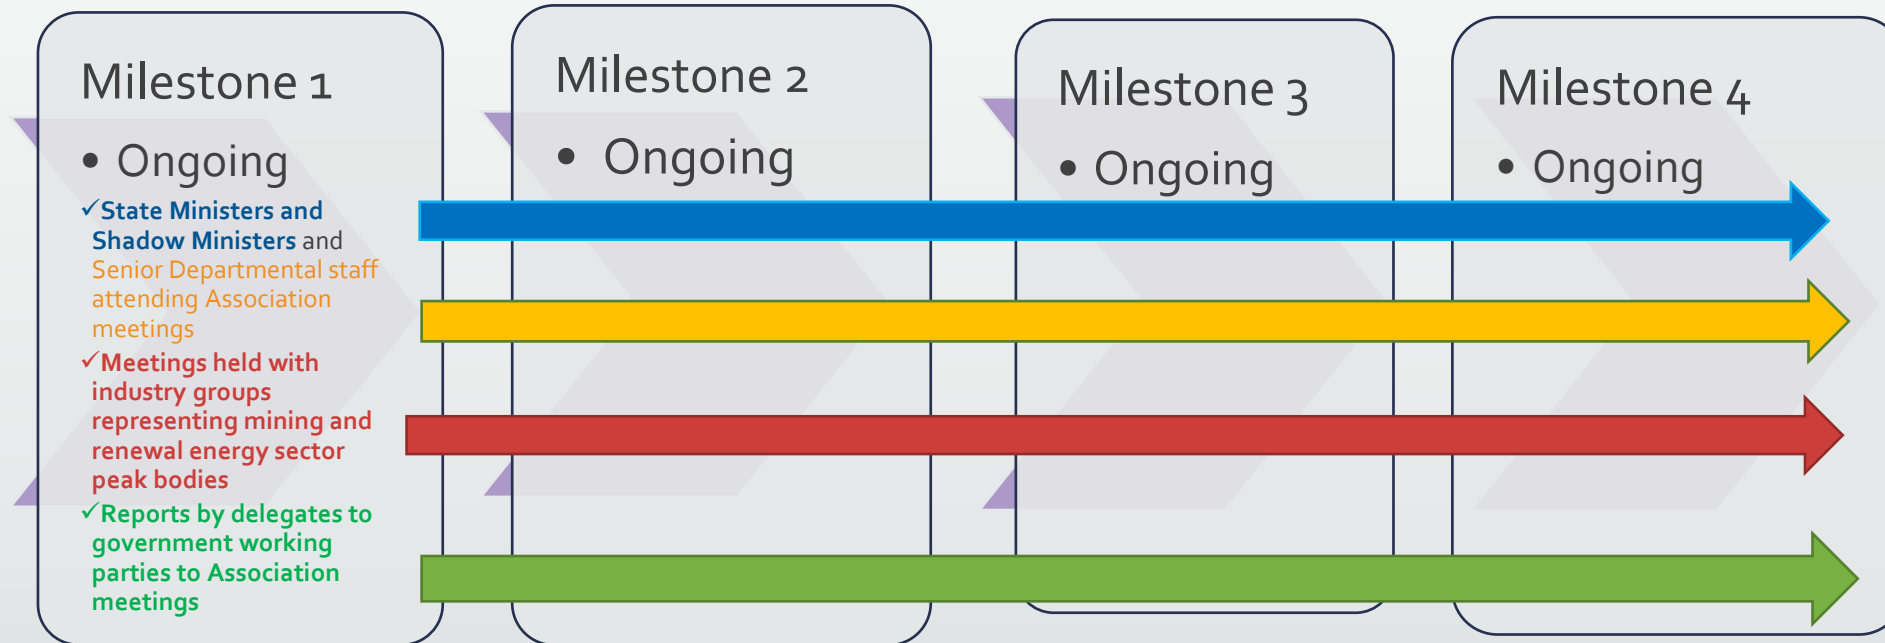 Milestone 1
• Ongoing
✓State Ministers and
Shadow Ministers and
Senior Departmental staff
attending Association
meetings
✓Meetings held with
industry groups
representing mining and
renewal energy sector
peak bodies
✓Reports by delegates to
government working
parties to Association
meetings
Milestone 2
• Ongoing
Milestone 3
• Ongoing
Milestone 4
• Ongoing